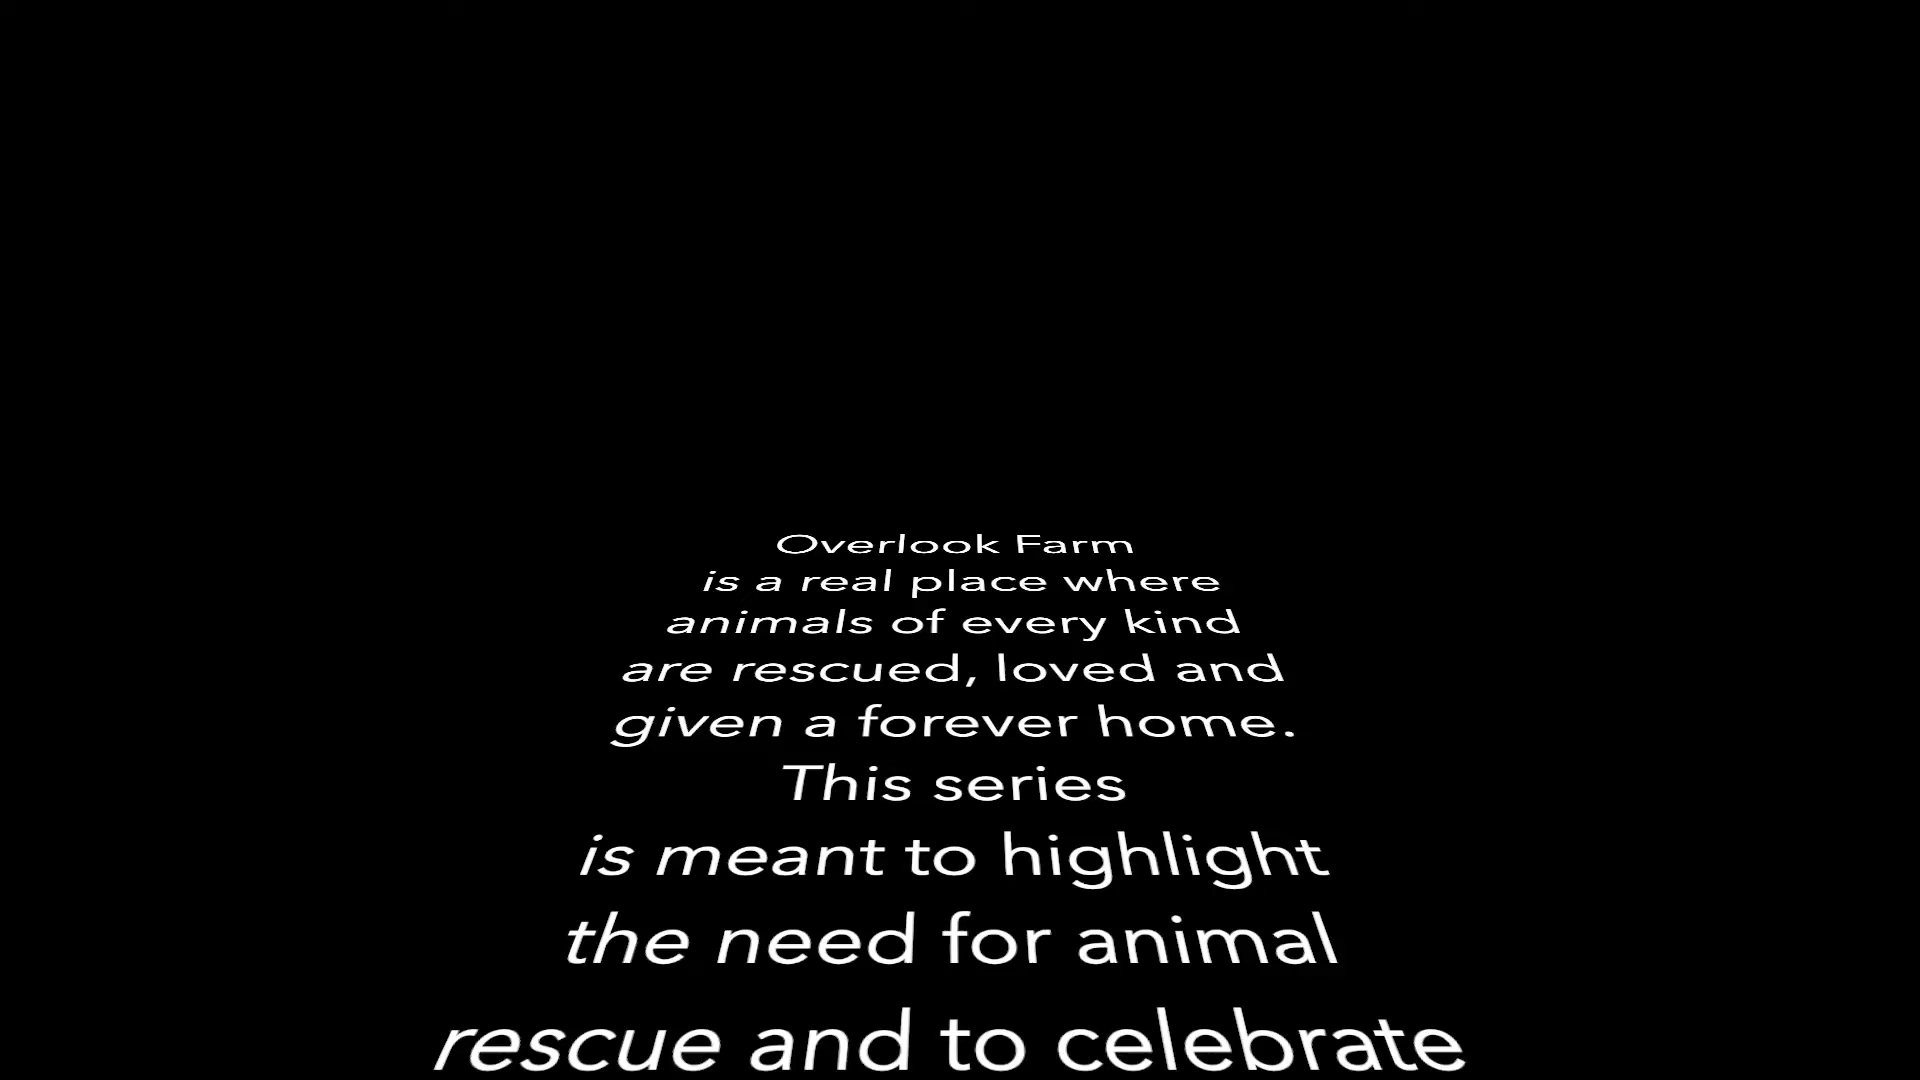 Overlook Farm
is a real place where
animals of every kind
are rescued, loved and
given a forever home.
This series
is meant to highlight
the need for animal
rescue and to celebrate